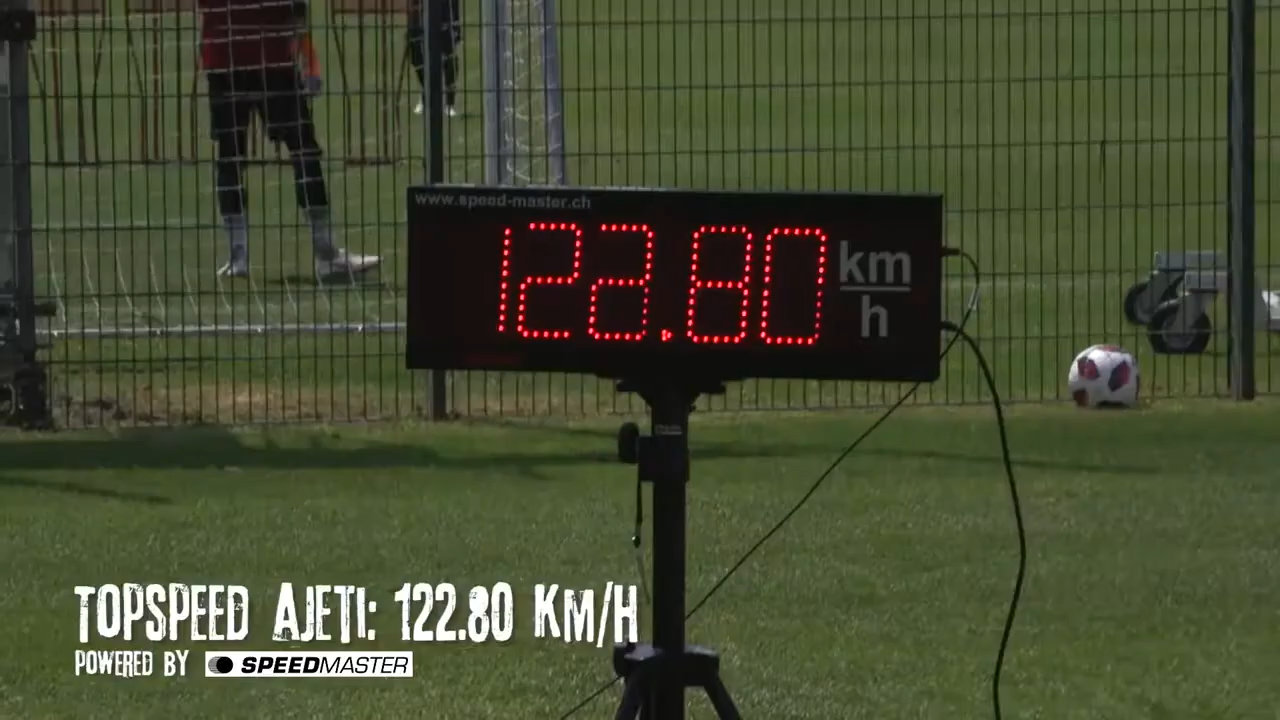 www.speed-master.ch
122.80 km/h
TOPSPEED AJETI: 122.80 KM/H
POWERED BY SPEEDMASTER